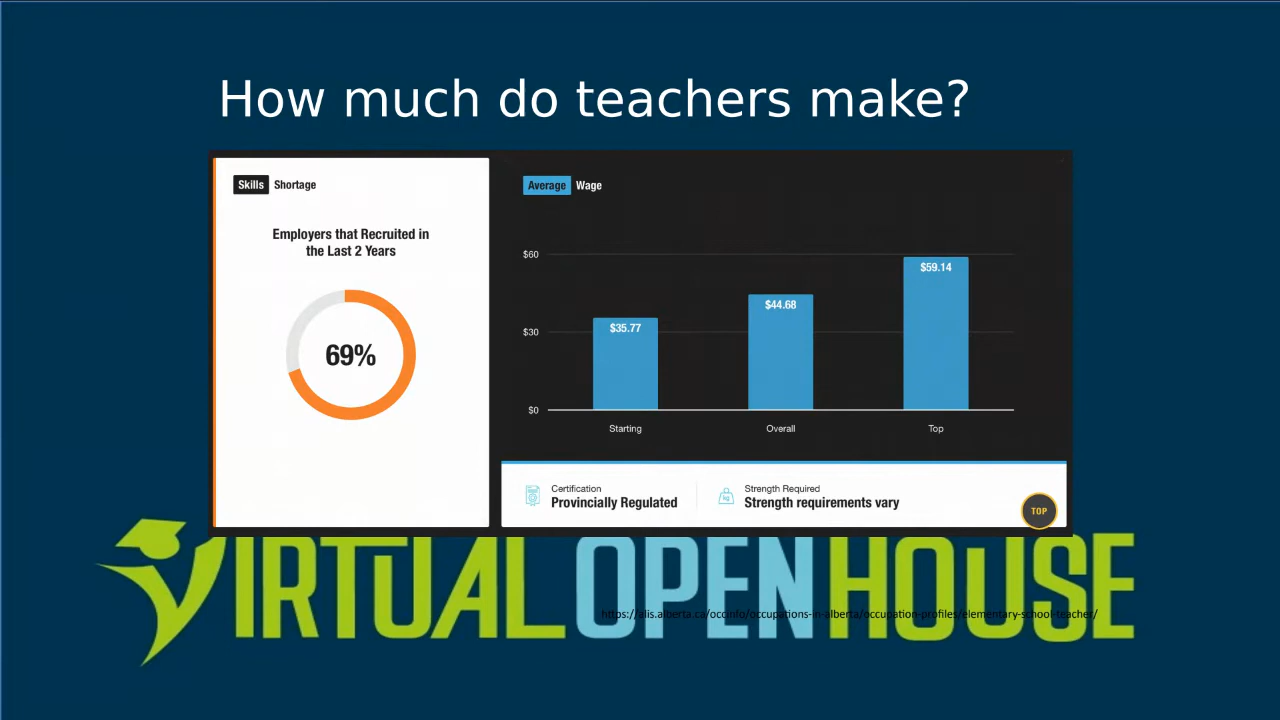 How much do teachers make?
Skills Shortage
Employers that Recruited in
the Last 2 Years
69%
Average Wage
$60
$30
$0
$35.77
$44.68
$59.14
Starting
Overall
Top
Certification
Provincially Regulated
kg
Strength Required
Strength requirements vary
TOP
VIRTUAL OPEN HOUSE
https://alis.alberta.ca/occinfo/occupations-in-alberta/occupation-profiles/elementary-school-teacher/